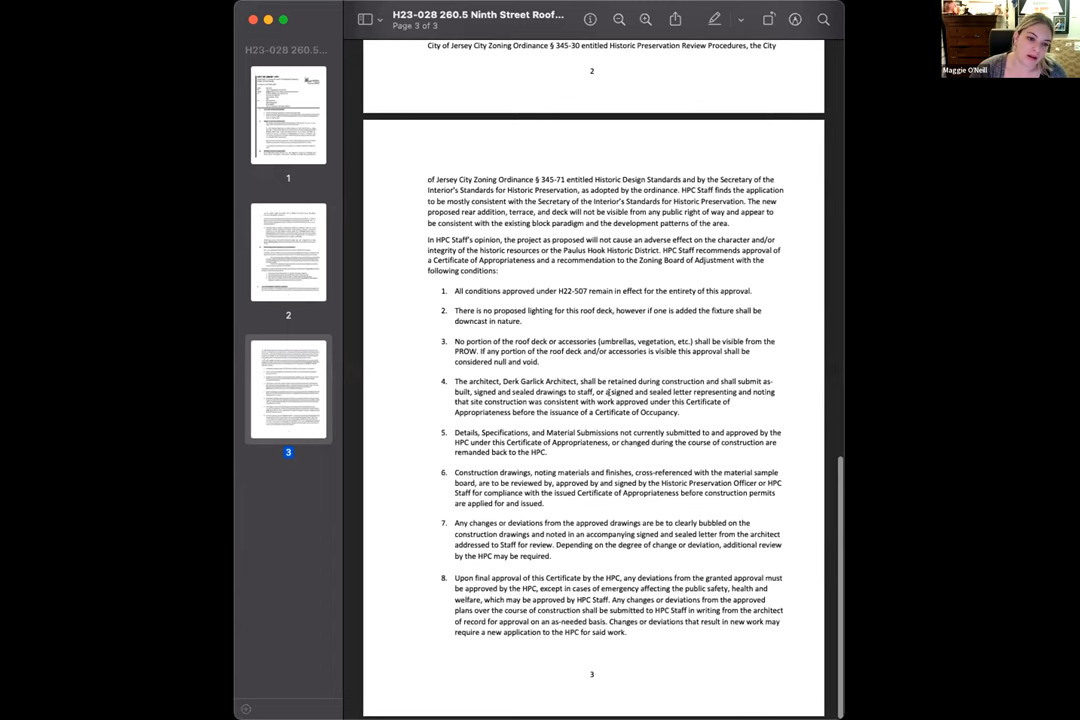 H23-028 260.5 Ninth Street Roof...
Page 3 of 3
H23-028 260.5...
1
2
3
City of Jersey City Zoning Ordinance § 345-30 entitled Historic Preservation Review Procedures, the City
2
of Jersey City Zoning Ordinance § 345-71 entitled Historic Design Standards and by the Secretary of the
Interior's Standards for Historic Preservation, as adopted by the ordinance. HPC Staff finds the application
to be mostly consistent with the Secretary of the Interior's Standards for Historic Preservation. The new
proposed rear addition, terrace, and deck will not be visible from any public right of way and appear to
be consistent with the existing block paradigm and the development patterns of the area.
In HPC Staff's opinion, the project as proposed will not cause an adverse effect on the character and/or
integrity of the historic resources or the Paulus Hook Historic District. HPC Staff recommends approval of
a Certificate of Appropriateness and a recommendation to the Zoning Board of Adjustment with the
following conditions:
1. All conditions approved under H22-507 remain in effect for the entirety of this approval.
2. There is no proposed lighting for this roof deck, however if one is added the fixture shall be
downcast in nature.
3. No portion of the roof deck or accessories (umbrellas, vegetation, etc.) shall be visible from the
PROW. If any portion of the roof deck and/or accessories is visible this approval shall be
considered null and void.
4. The architect, Derk Garlick Architect, shall be retained during construction and shall submit as-
built, signed and sealed drawings to staff, or a signed and sealed letter representing and noting
that site construction was consistent with work approved under this Certificate of
Appropriateness before the issuance of a Certificate of Occupancy.
5. Details, Specifications, and Material Submissions not currently submitted to and approved by the
HPC under this Certificate of Appropriateness, or changed during the course of construction are
remanded back to the HPC.
6. Construction drawings, noting materials and finishes, cross-referenced with the material sample
board, are to be reviewed by, approved by and signed by the Historic Preservation Officer or HPC
Staff for compliance with the issued Certificate of Appropriateness before construction permits
are applied for and issued.
7. Any changes or deviations from the approved drawings are be to clearly bubbled on the
construction drawings and noted in an accompanying signed and sealed letter from the architect
addressed to Staff for review. Depending on the degree of change or deviation, additional review
by the HPC may be required.
8. Upon final approval of this Certificate by the HPC, any deviations from the granted approval must
be approved by the HPC, except in cases of emergency affecting the public safety, health and
welfare, which may be approved by HPC Staff. Any changes or deviations from the approved
plans over the course of construction shall be submitted to HPC Staff in writing from the architect
of record for approval on an as-needed basis. Changes or deviations that result in new work may
require a new application to the HPC for said work.
3
Maggie O'Neill